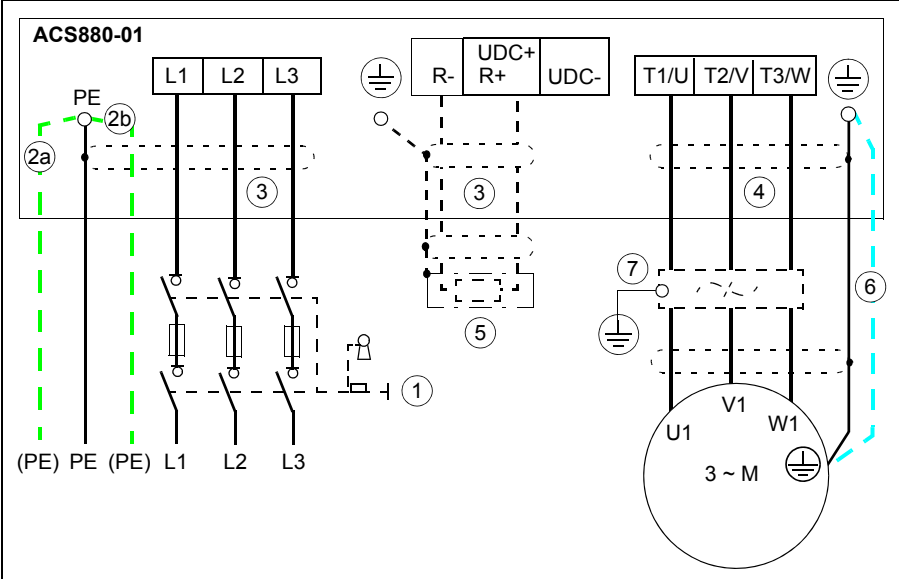 ACS880-01
UDC+
L1 L2 L3 R- R+ UDC- T1/U T2/V T3/W
PE
2b
2a
3 3 4
7
6
5
1
V1
U1 W1
(PE) PE (PE) L1 L2 L3
3 ~ M